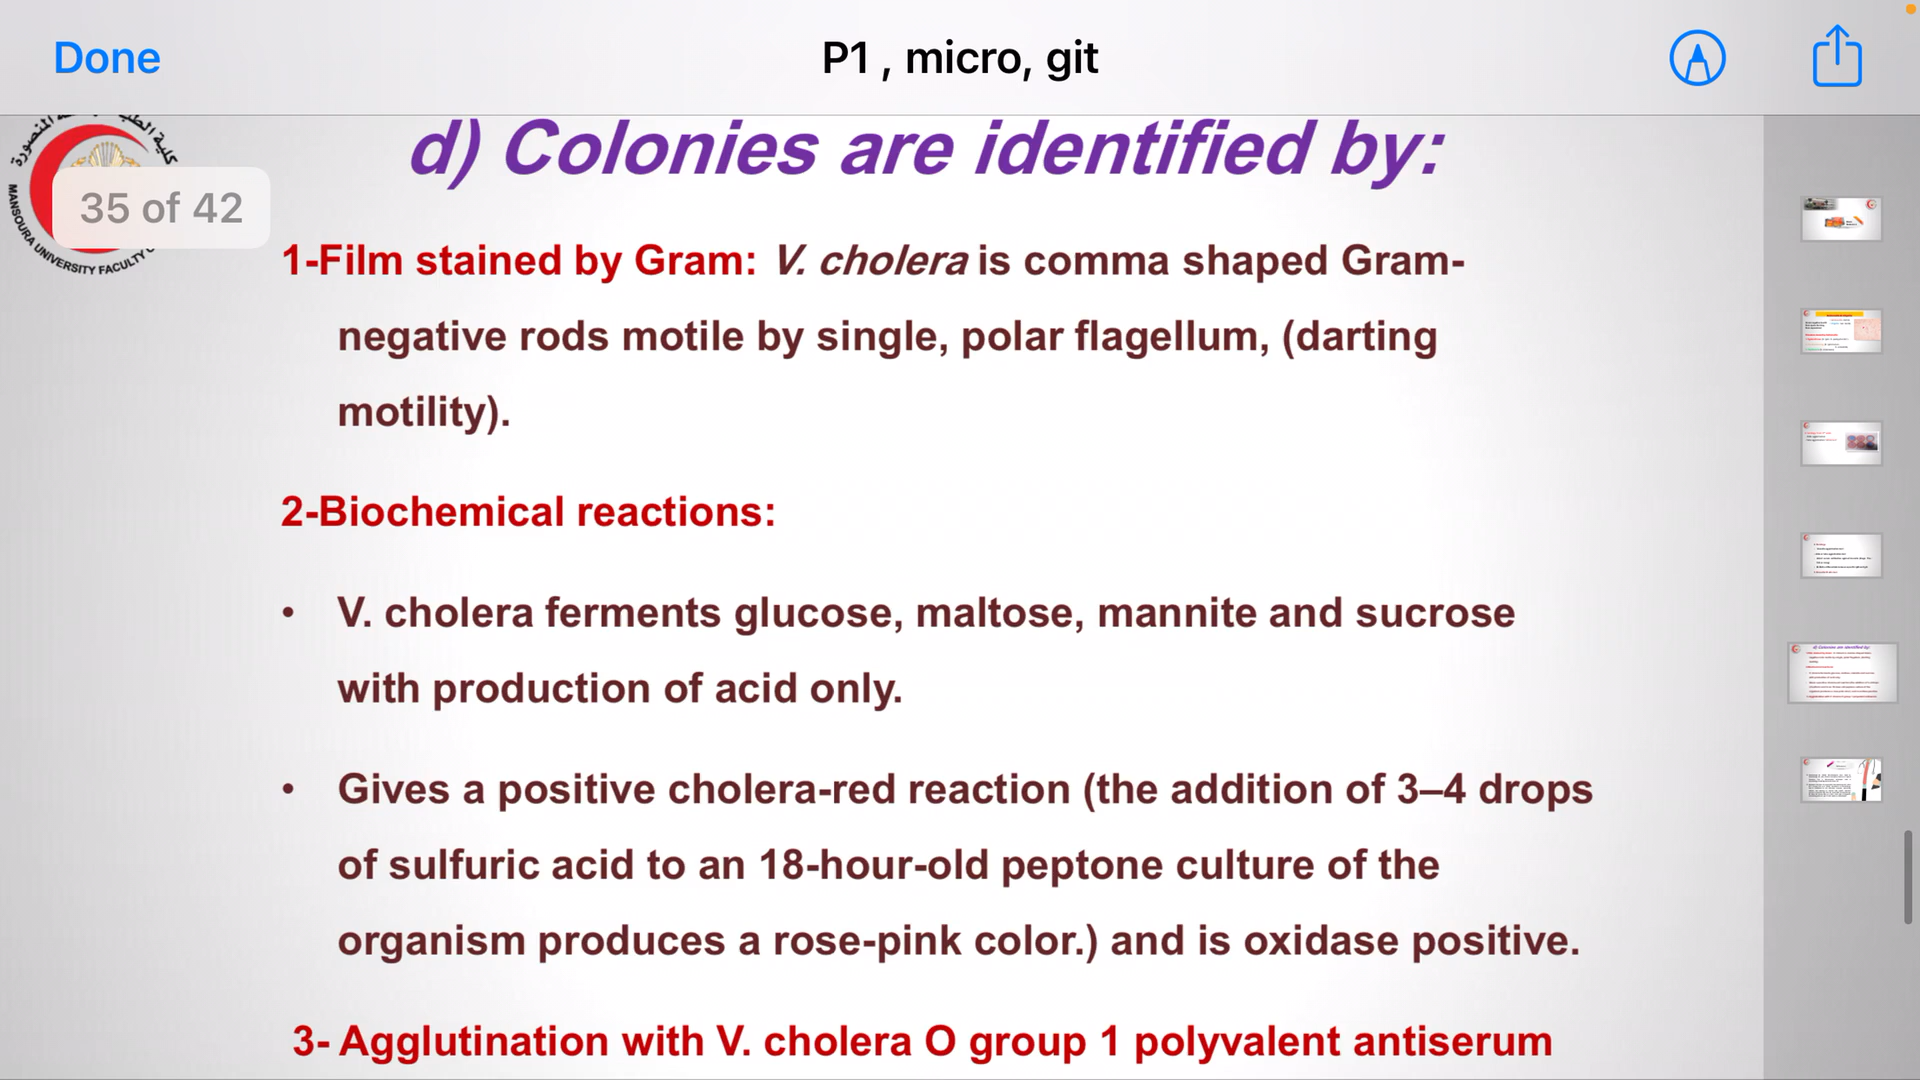 Done
P1 , micro, git
كلية الطب
المنصورة
MANSOURA UNIVERSITY FACULTY
35 of 42
d) Colonies are identified by:
1-Film stained by Gram: V. cholera is comma shaped Gram-
negative rods motile by single, polar flagellum, (darting
motility).
2-Biochemical reactions:
• V. cholera ferments glucose, maltose, mannite and sucrose
with production of acid only.
• Gives a positive cholera-red reaction (the addition of 3–4 drops
of sulfuric acid to an 18-hour-old peptone culture of the
organism produces a rose-pink color.) and is oxidase positive.
3- Agglutination with V. cholera O group 1 polyvalent antiserum